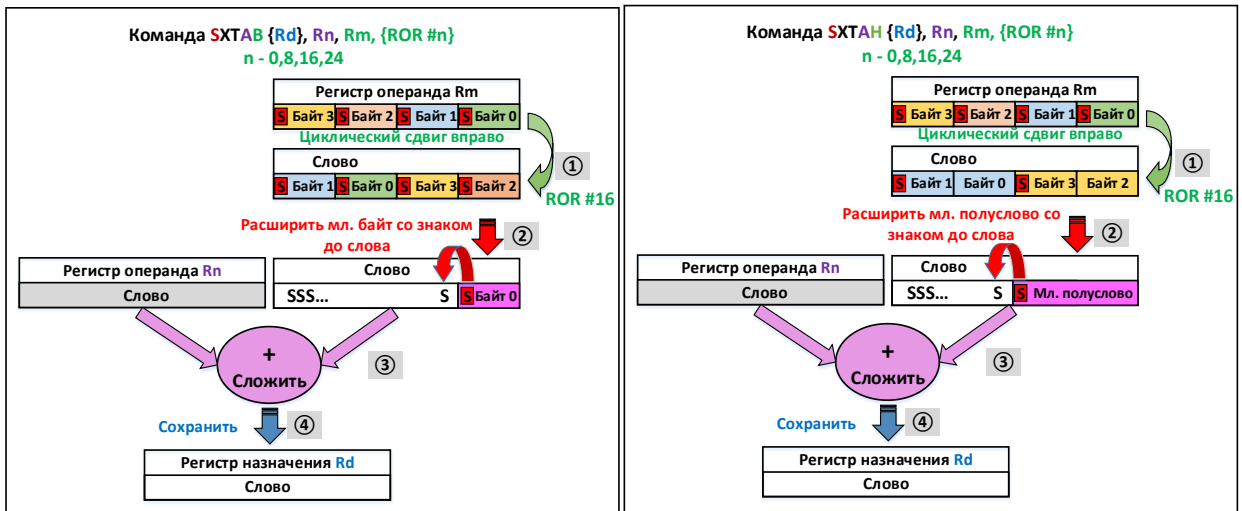 Команда SXTAB {Rd}, Rn, Rm, {ROR #n}
n - 0,8,16,24
Регистр операнда Rm
S Байт 3 S Байт 2 S Байт 1 S Байт 0
Циклический сдвиг вправо
①
Слово
S Байт 1 S Байт 0 S Байт 3 S Байт 2
ROR #16
Расширить мл. байт со знаком
до слова
②
Регистр операнда Rn
Слово
Слово
SSS... S S Байт 0
+
Сложить
③
Сохранить
④
Регистр назначения Rd
Слово
Команда SXTAH {Rd}, Rn, Rm, {ROR #n}
n - 0,8,16,24
Регистр операнда Rm
S Байт 3 S Байт 2 S Байт 1 S Байт 0
Циклический сдвиг вправо
①
Слово
S Байт 1 Байт 0 S Байт 3 Байт 2
ROR #16
Расширить мл. полуслово со
знаком до слова
②
Регистр операнда Rn
Слово
Слово
SSS... S S Мл. полуслово
+
Сложить
③
Сохранить
④
Регистр назначения Rd
Слово